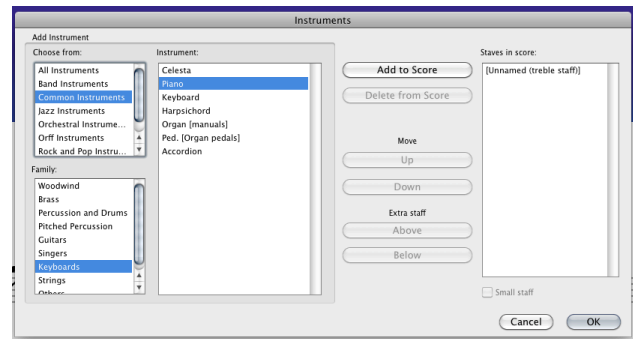 Instruments
Add Instrument
Choose from:
All Instruments
Band Instruments
Common Instruments
Jazz Instruments
Orchestral Instrume...
Orff Instruments
Rock and Pop Instru...
Family:
Woodwind
Brass
Percussion and Drums
Pitched Percussion
Guitars
Singers
Keyboards
Strings
Others
Instrument:
Celesta
Piano
Keyboard
Harpsichord
Organ [manuals]
Ped. [Organ pedals]
Accordion
Add to Score
Delete from Score
Move
Up
Down
Extra staff
Above
Below
Staves in score:
[Unnamed (treble staff)]
Small staff
Cancel
OK